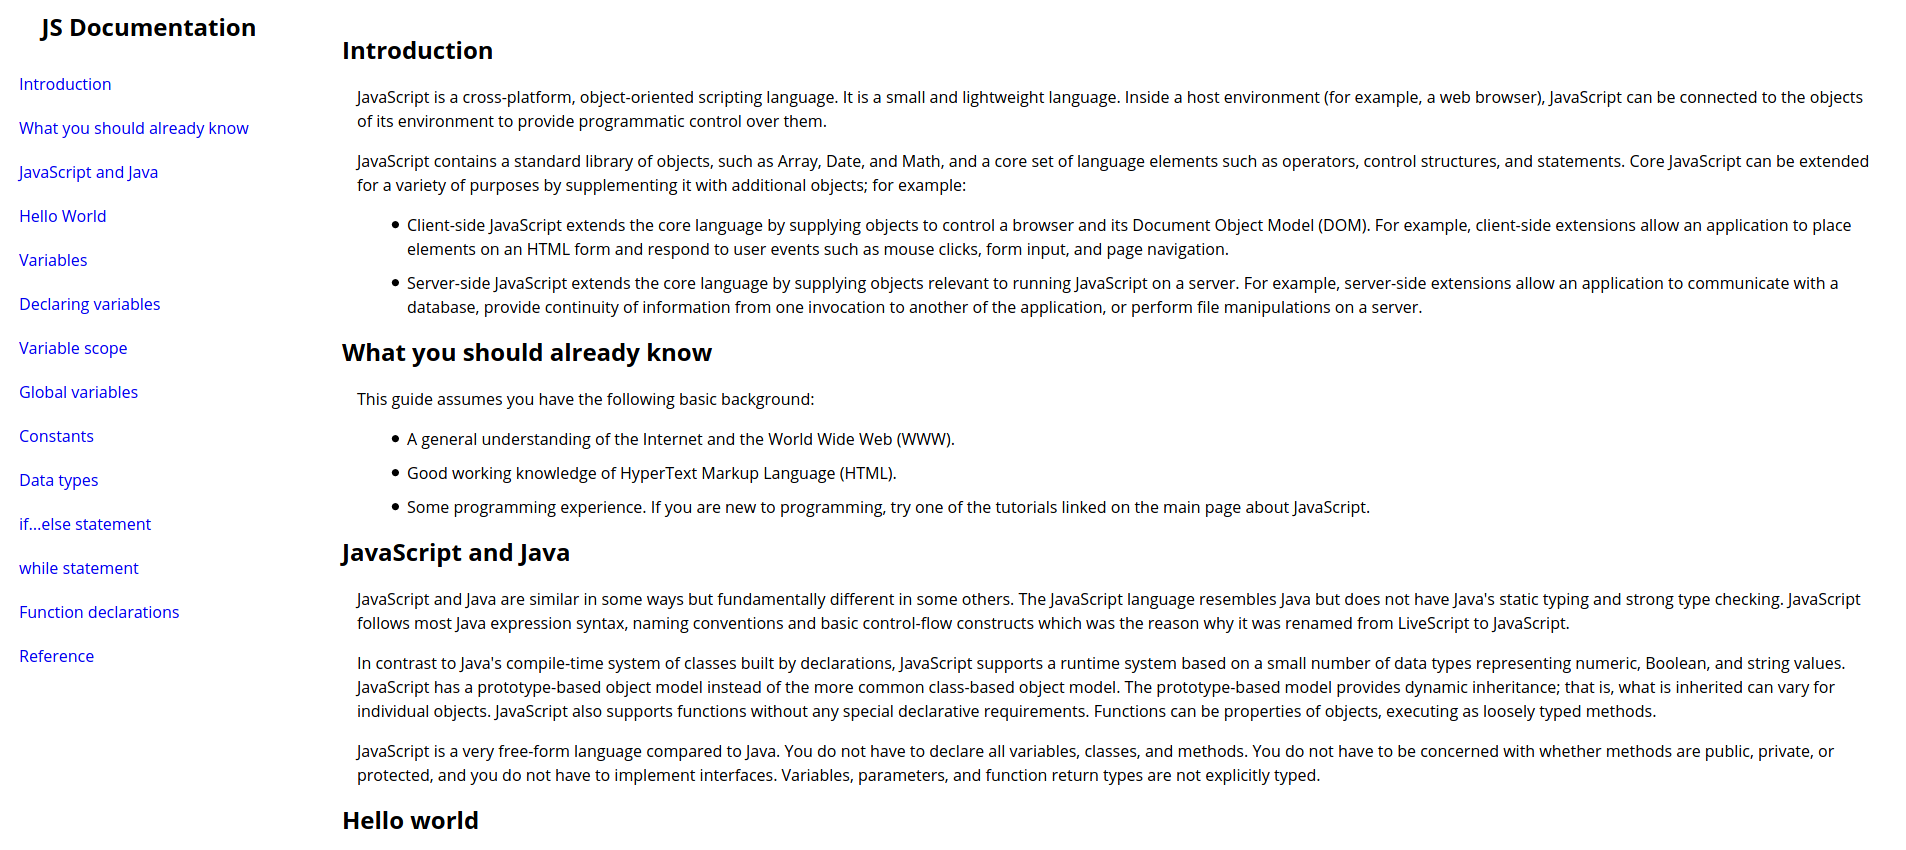 JS Documentation
Introduction
What you should already know
JavaScript and Java
Hello World
Variables
Declaring variables
Variable scope
Global variables
Constants
Data types
if...else statement
while statement
Function declarations
Reference
Introduction
JavaScript is a cross-platform, object-oriented scripting language. It is a small and lightweight language. Inside a host environment (for example, a web browser), JavaScript can be connected to the objects
of its environment to provide programmatic control over them.
JavaScript contains a standard library of objects, such as Array, Date, and Math, and a core set of language elements such as operators, control structures, and statements. Core JavaScript can be extended
for a variety of purposes by supplementing it with additional objects; for example:
• Client-side JavaScript extends the core language by supplying objects to control a browser and its Document Object Model (DOM). For example, client-side extensions allow an application to place
elements on an HTML form and respond to user events such as mouse clicks, form input, and page navigation.
• Server-side JavaScript extends the core language by supplying objects relevant to running JavaScript on a server. For example, server-side extensions allow an application to communicate with a
database, provide continuity of information from one invocation to another of the application, or perform file manipulations on a server.
What you should already know
This guide assumes you have the following basic background:
• A general understanding of the Internet and the World Wide Web (WWW).
• Good working knowledge of HyperText Markup Language (HTML).
• Some programming experience. If you are new to programming, try one of the tutorials linked on the main page about JavaScript.
JavaScript and Java
JavaScript and Java are similar in some ways but fundamentally different in some others. The JavaScript language resembles Java but does not have Java's static typing and strong type checking. JavaScript
follows most Java expression syntax, naming conventions and basic control-flow constructs which was the reason why it was renamed from LiveScript to JavaScript.
In contrast to Java's compile-time system of classes built by declarations, JavaScript supports a runtime system based on a small number of data types representing numeric, Boolean, and string values.
JavaScript has a prototype-based object model instead of the more common class-based object model. The prototype-based model provides dynamic inheritance; that is, what is inherited can vary for
individual objects. JavaScript also supports functions without any special declarative requirements. Functions can be properties of objects, executing as loosely typed methods.
JavaScript is a very free-form language compared to Java. You do not have to declare all variables, classes, and methods. You do not have to be concerned with whether methods are public, private, or
protected, and you do not have to implement interfaces. Variables, parameters, and function return types are not explicitly typed.
Hello world